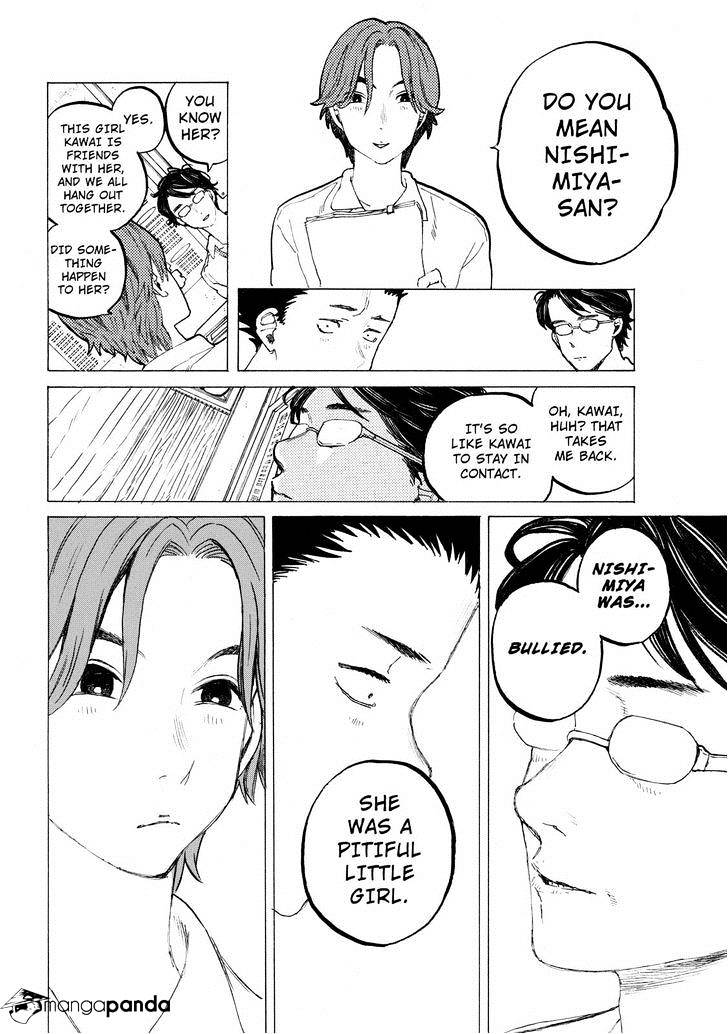 DO YOU
MEAN
NISHI-
MIYA-
SAN?
YOU
KNOW
HER?
YES.
THIS GIRL
KAWAI IS
FRIENDS
WITH HER,
AND WE ALL
HANG OUT
TOGETHER.
DID SOME-
THING
HAPPEN
TO HER?
OH, KAWAI,
HUH? THAT
TAKES
ME BACK.
IT'S SO
LIKE KAWAI
TO STAY IN
CONTACT.
NISHI-
MIYA
WAS...
BULLIED.
SHE
WAS A
PITIFUL
LITTLE
GIRL.
mangapanda